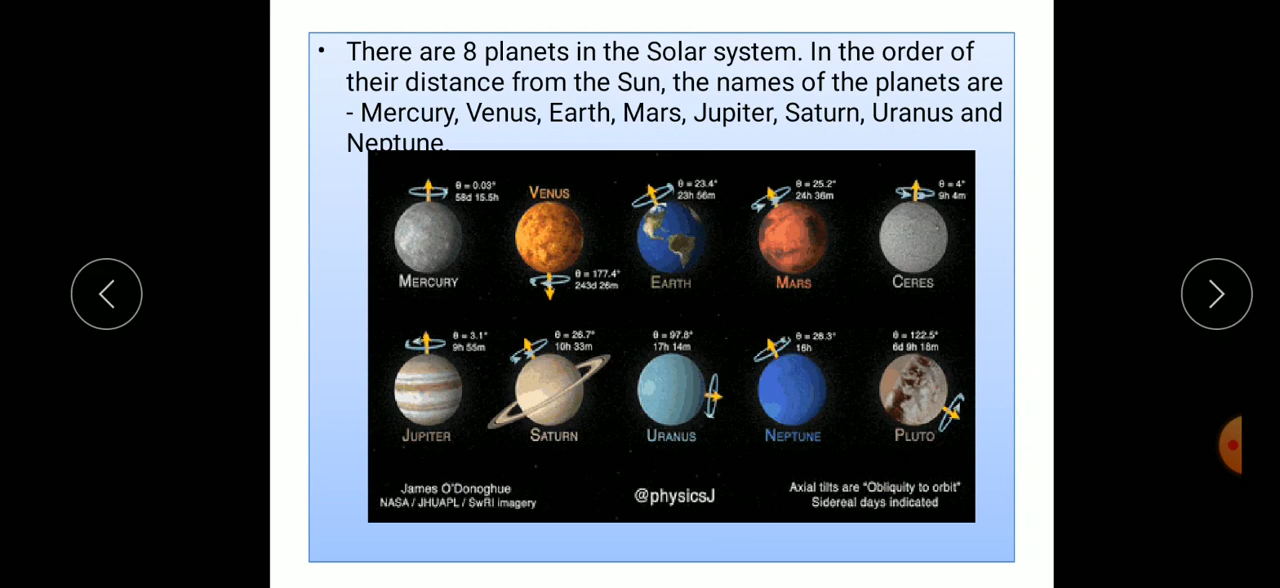 • There are 8 planets in the Solar system. In the order of
their distance from the Sun, the names of the planets are
- Mercury, Venus, Earth, Mars, Jupiter, Saturn, Uranus and
Neptune.
θ = 0.03°
58d 15.5h
MERCURY
VENUS
θ = 177.4°
243d 26m
θ = 23.4°
23h 56m
EARTH
θ = 25.2°
24h 36m
MARS
θ = 4°
9h 4m
CERES
θ = 3.1°
9h 55m
JUPITER
θ = 26.7°
10h 33m
SATURN
θ = 97.8°
17h 14m
URANUS
θ = 28.3°
16h
NEPTUNE
θ = 122.5°
6d 9h 18m
PLUTO
James O'Donoghue
NASA / JHUAPL / SwRI imagery
@physicsJ
Axial tilts are "Obliquity to orbit"
Sidereal days indicated